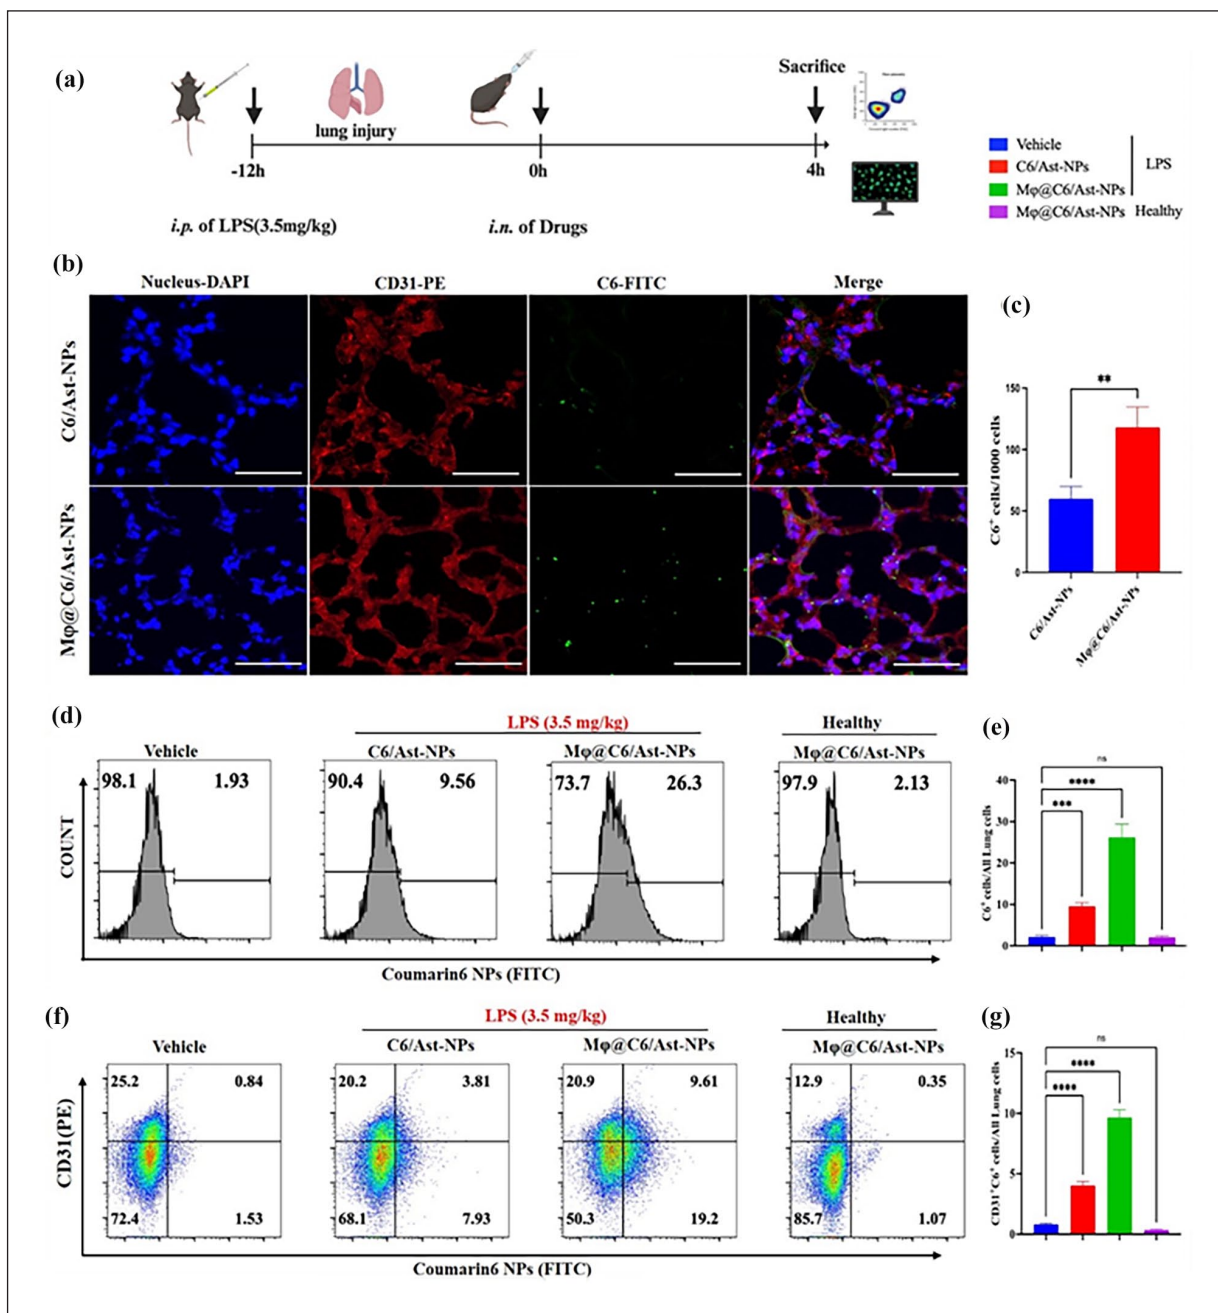 (a)
Sacrifice
lung injury
-12h
0h
4h
i.p. of LPS(3.5mg/kg)
i.n. of Drugs
Vehicle
C6/Ast-NPs
Mφ@C6/Ast-NPs
LPS
Mφ@C6/Ast-NPs
Healthy
(b)
Nucleus-DAPI
CD31-PE
C6-FITC
Merge
C6/Ast-NPs
Mφ@C6/Ast-NPs
(c)
**
C6⁺ cells/1000 cells
150
100
50
0
C6/Ast-NPs
Mφ@C6/Ast-NPs
(d)
LPS (3.5 mg/kg)
Healthy
Vehicle
C6/Ast-NPs
Mφ@C6/Ast-NPs
Mφ@C6/Ast-NPs
98.1 1.93
90.4 9.56
73.7 26.3
97.9 2.13
COUNT
Coumarin6 NPs (FITC)
(e)
ns
****
***
C6⁺ cells/All Lung cells
40
30
20
10
0
(f)
LPS (3.5 mg/kg)
Healthy
Vehicle
C6/Ast-NPs
Mφ@C6/Ast-NPs
Mφ@C6/Ast-NPs
25.2 0.84
20.2 3.81
20.9 9.61
12.9 0.35
CD31(PE)
72.4 1.53
68.1 7.93
50.3 19.2
85.7 1.07
Coumarin6 NPs (FITC)
(g)
ns
****
****
CD31⁺C6⁺ cells/All Lung cells
15
10
5
0